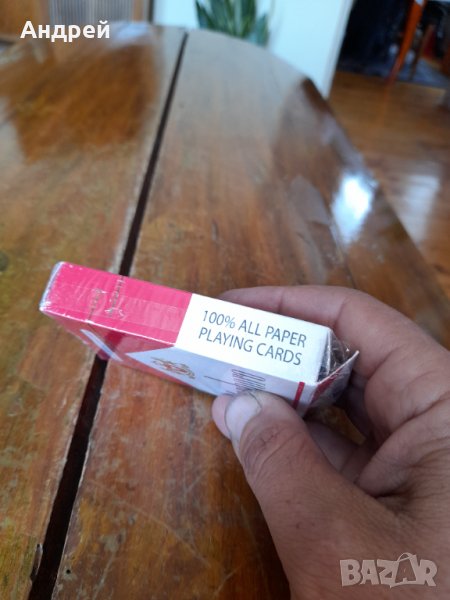 Андрей
100% ALL PAPER
PLAYING CARDS
BAZAR